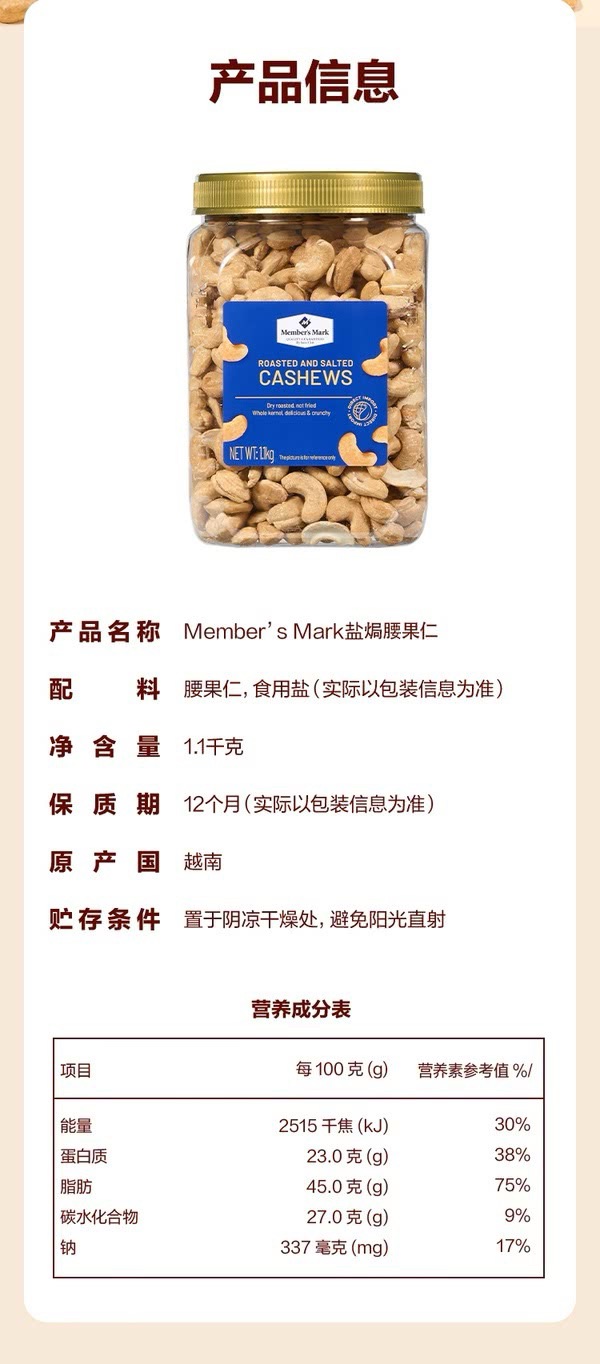 产品信息
Member's Mark
ROASTED AND SALTED
CASHEWS
Dry roasted, not fried
Whole kernel, delicious & crunchy
DIRECT IMPORT
DIRECT IMPORT
NET WT: 1.1kg
The picture is for reference only
产品名称 Member’s Mark盐焗腰果仁
配料 腰果仁, 食用盐(实际以包装信息为准)
净含量 1.1千克
保质期 12个月(实际以包装信息为准)
原产国 越南
贮存条件 置于阴凉干燥处, 避免阳光直射
营养成分表
项目 每 100 克 (g) 营养素参考值 %/
能量 2515 千焦 (kJ) 30%
蛋白质 23.0 克 (g) 38%
脂肪 45.0 克 (g) 75%
碳水化合物 27.0 克 (g) 9%
钠 337 毫克 (mg) 17%